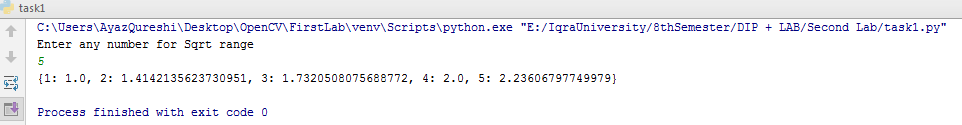 task1
C:\Users\AyazQureshi\Desktop\OpenCV\FirstLab\venv\Scripts\python.exe "E:/IqraUniversity/8thSemester/DIP + LAB/Second Lab/task1.py"
Enter any number for Sqrt range
5
{1: 1.0, 2: 1.4142135623730951, 3: 1.7320508075688772, 4: 2.0, 5: 2.23606797749979}
Process finished with exit code 0